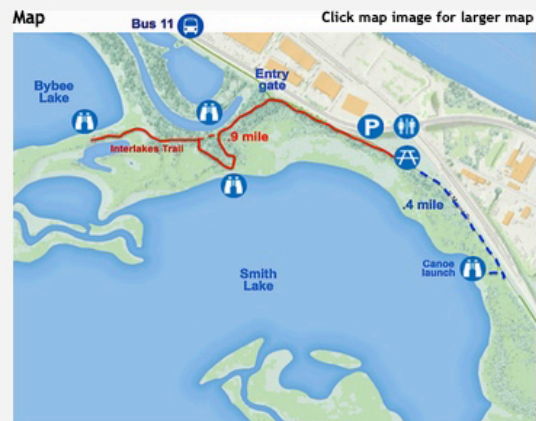 Map
Click map image for larger map
Bus 11
Bybee
Lake
Entry
gate
P
.9 mile
Interlakes Trail
.4 mile
Smith
Lake
Canoe
launch